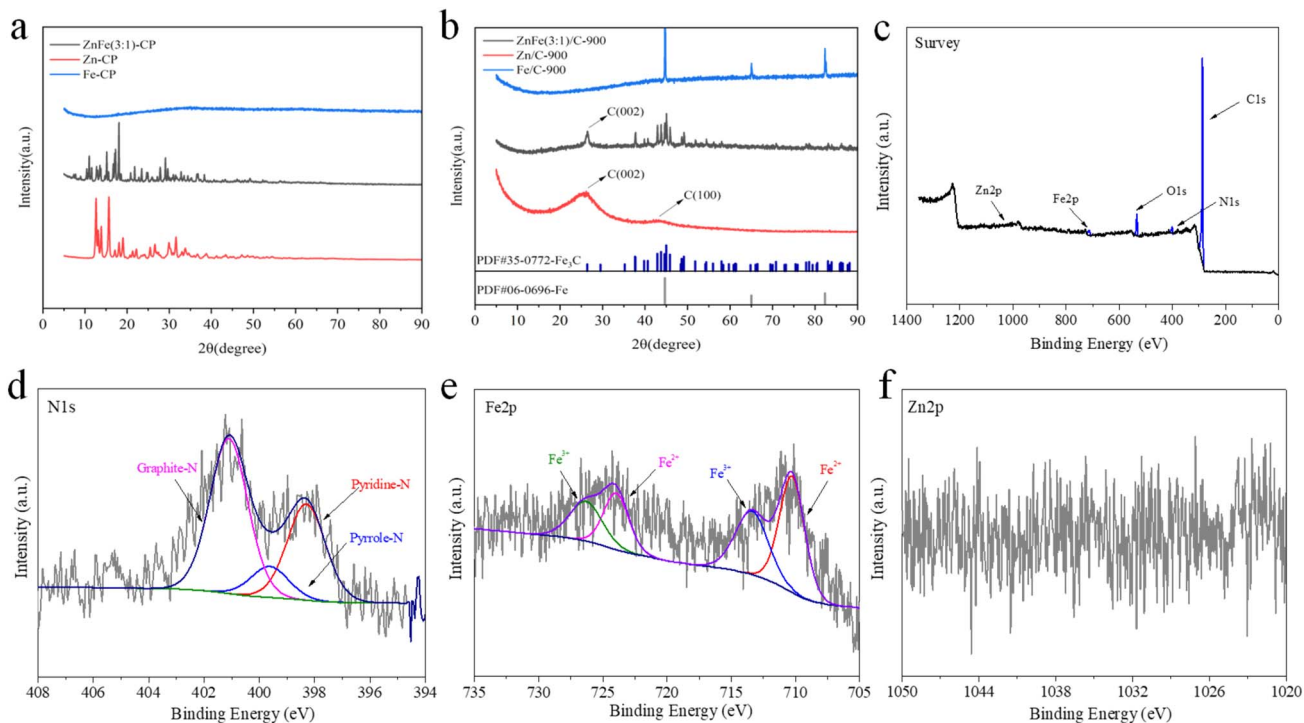 a
ZnFe(3:1)-CP
Zn-CP
Fe-CP
Intensity(a.u.)
0 10 20 30 40 50 60 70 80 90
2θ(degree)
b
ZnFe(3:1)/C-900
Zn/C-900
Fe/C-900
C(002)
C(002)
C(100)
PDF#35-0772-Fe₃C
PDF#06-0696-Fe
Intensity(a.u.)
0 10 20 30 40 50 60 70 80 90
2θ(degree)
c
Survey
C1s
Zn2p
Fe2p
O1s
N1s
Intensity (a.u.)
1400 1200 1000 800 600 400 200 0
Binding Energy (eV)
d
N1s
Graphite-N
Pyridine-N
Pyrrole-N
Intensity (a.u.)
408 406 404 402 400 398 396 394
Binding Energy (eV)
e
Fe2p
Fe³⁺
Fe²⁺
Fe³⁺
Fe²⁺
Intensity (a.u.)
735 730 725 720 715 710 705
Binding Energy (eV)
f
Zn2p
Intensity (a.u.)
1050 1044 1038 1032 1026 1020
Binding Energy (eV)